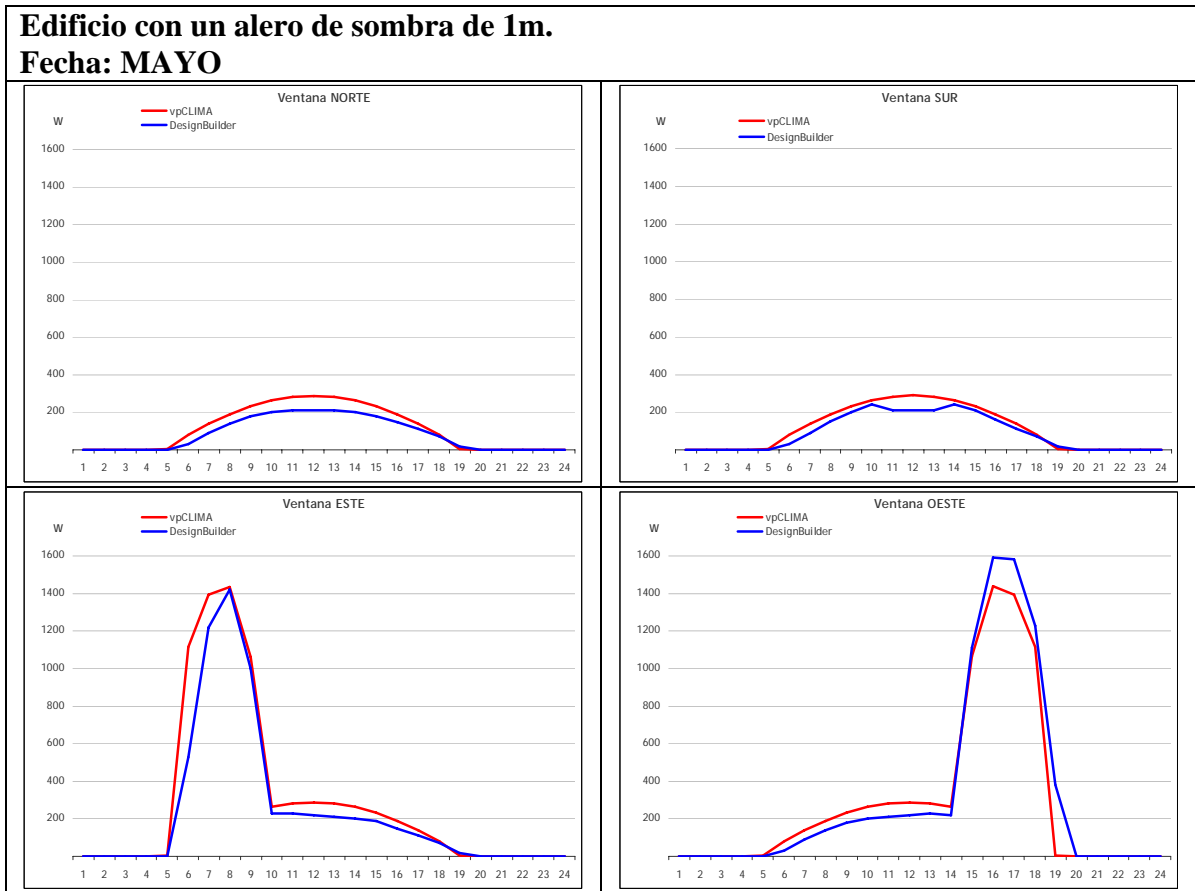 Edificio con un alero de sombra de 1m.
Fecha: MAYO
Ventana NORTE
vpCLIMA
DesignBuilder
W
1600
1400
1200
1000
800
600
400
200
1 2 3 4 5 6 7 8 9 10 11 12 13 14 15 16 17 18 19 20 21 22 23 24
Ventana SUR
vpCLIMA
DesignBuilder
W
1600
1400
1200
1000
800
600
400
200
1 2 3 4 5 6 7 8 9 10 11 12 13 14 15 16 17 18 19 20 21 22 23 24
Ventana ESTE
vpCLIMA
DesignBuilder
W
1600
1400
1200
1000
800
600
400
200
1 2 3 4 5 6 7 8 9 10 11 12 13 14 15 16 17 18 19 20 21 22 23 24
Ventana OESTE
vpCLIMA
DesignBuilder
W
1600
1400
1200
1000
800
600
400
200
1 2 3 4 5 6 7 8 9 10 11 12 13 14 15 16 17 18 19 20 21 22 23 24